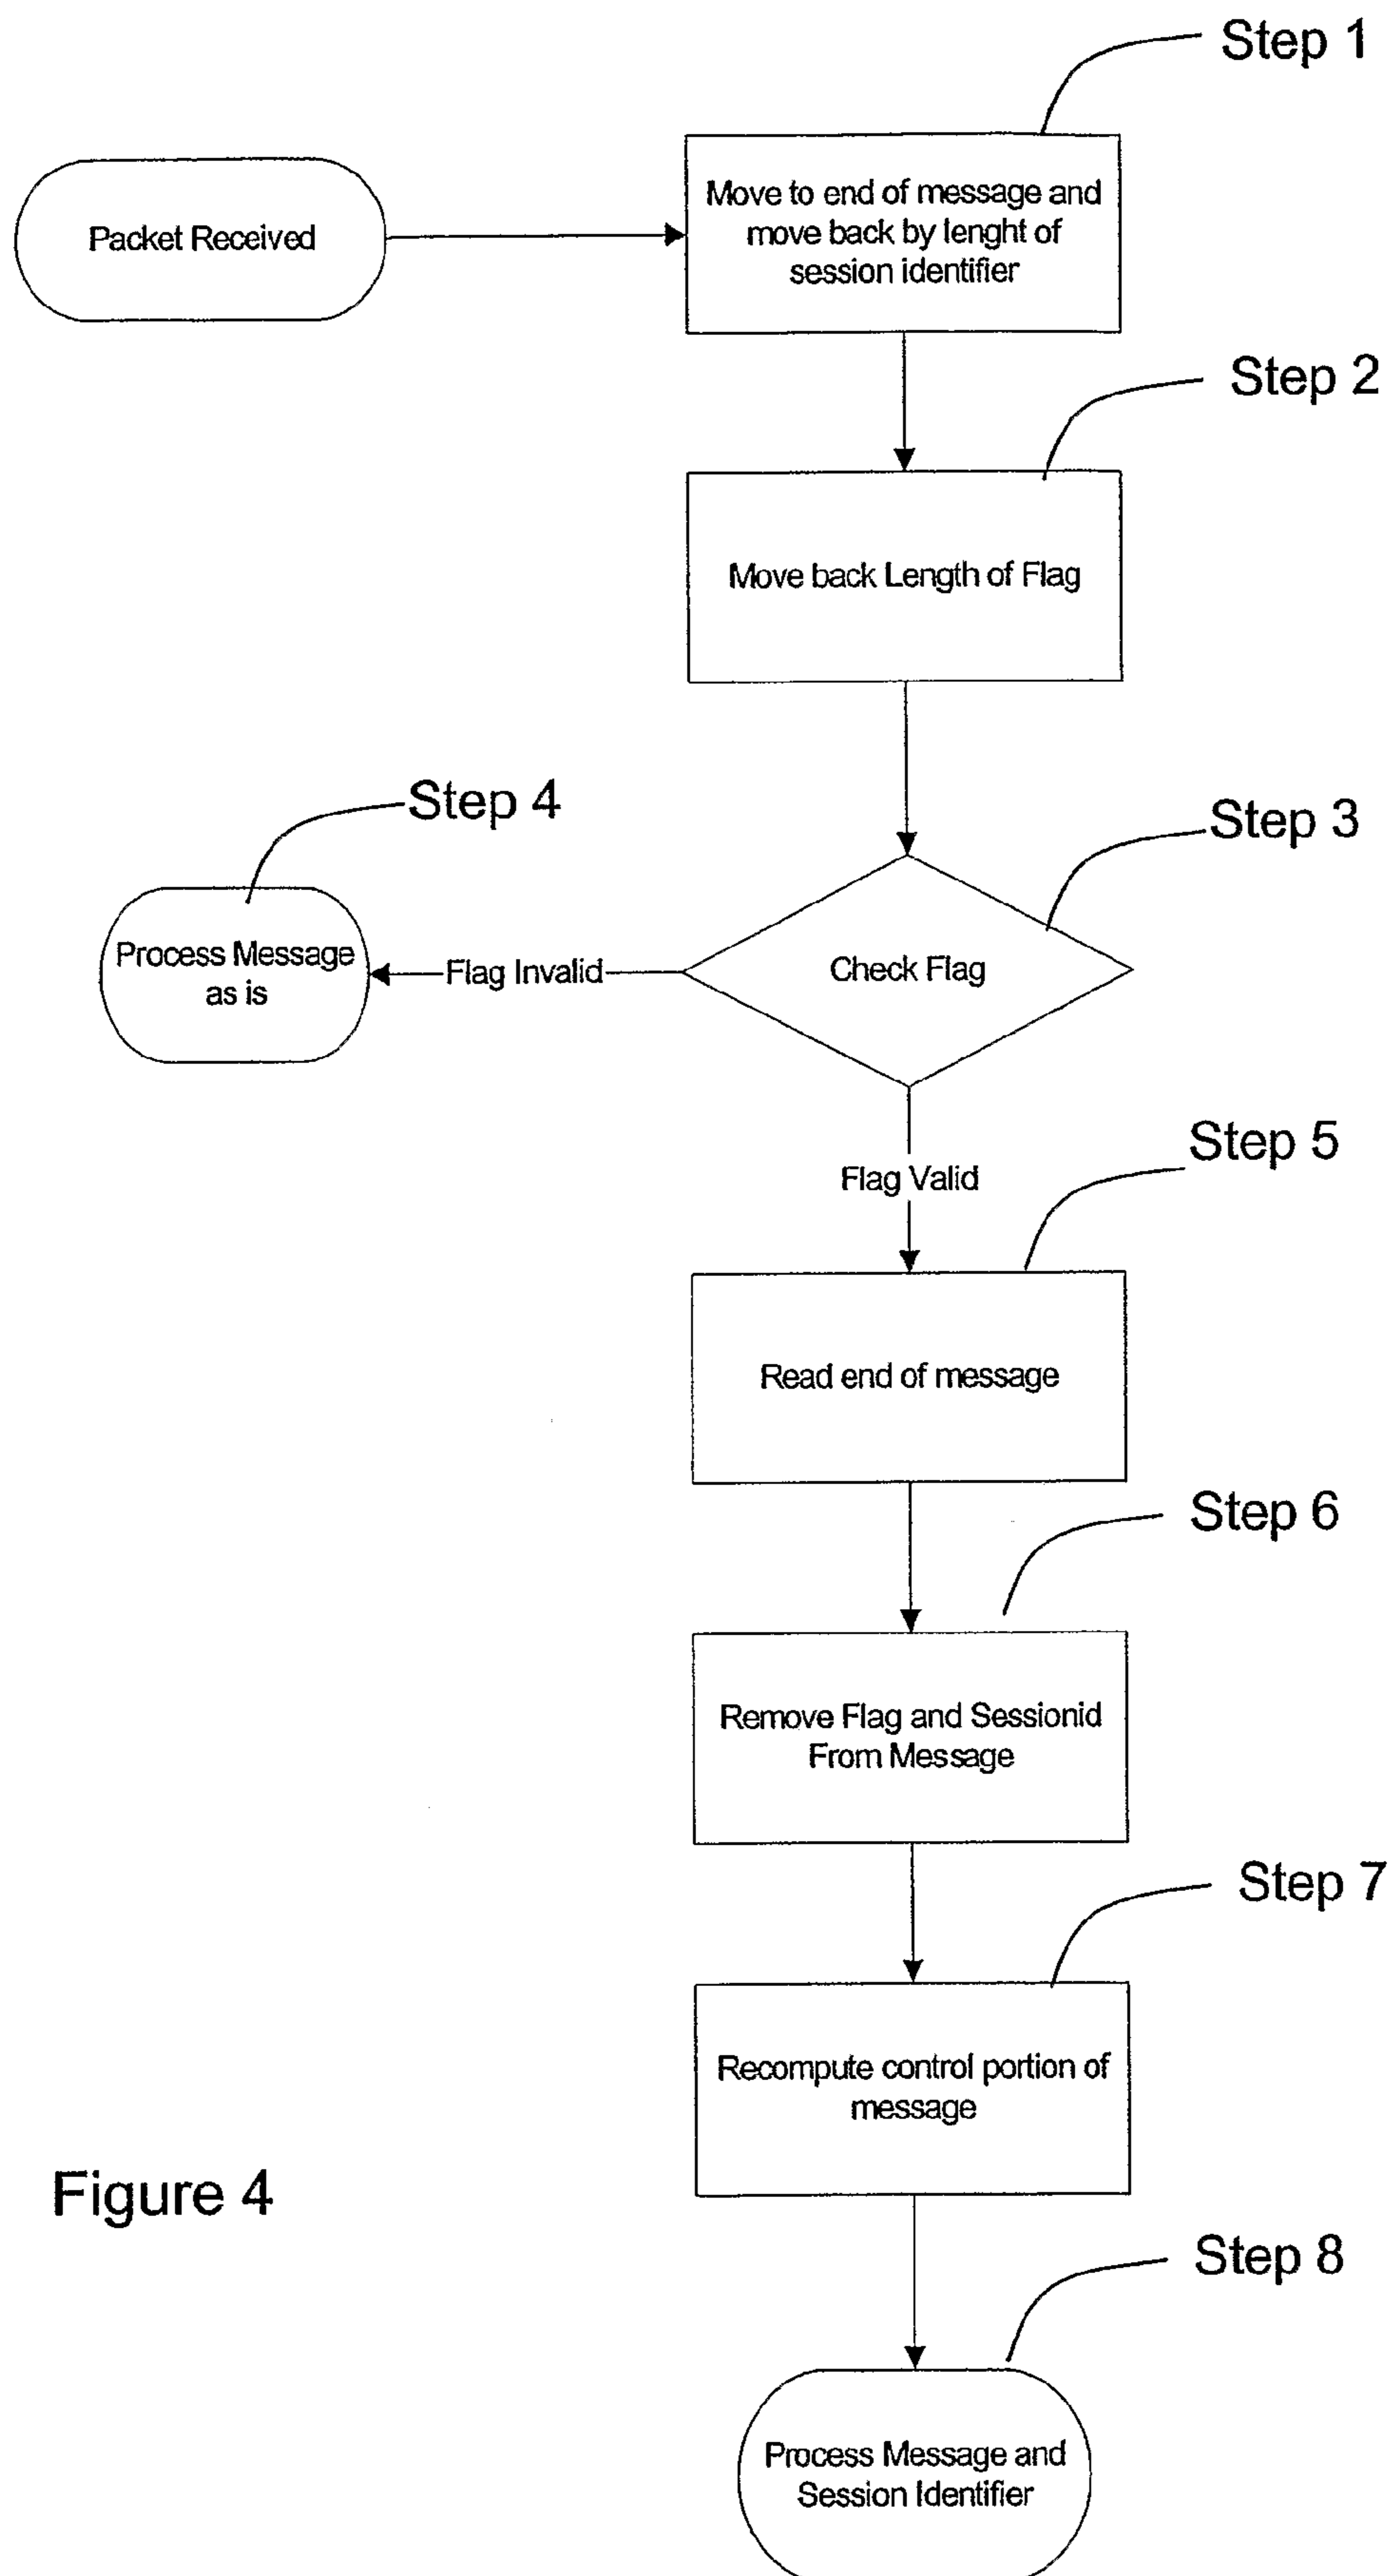 Step 1
Packet Received
Move to end of message and
move back by lenght of
session identifier
Step 2
Move back Length of Flag
Step 4
Step 3
Process Message
as is
Flag Invalid
Check Flag
Step 5
Flag Valid
Read end of message
Step 6
Remove Flag and Sessionid
From Message
Step 7
Recompute control portion of
message
Figure 4
Step 8
Process Message and
Session Identifier